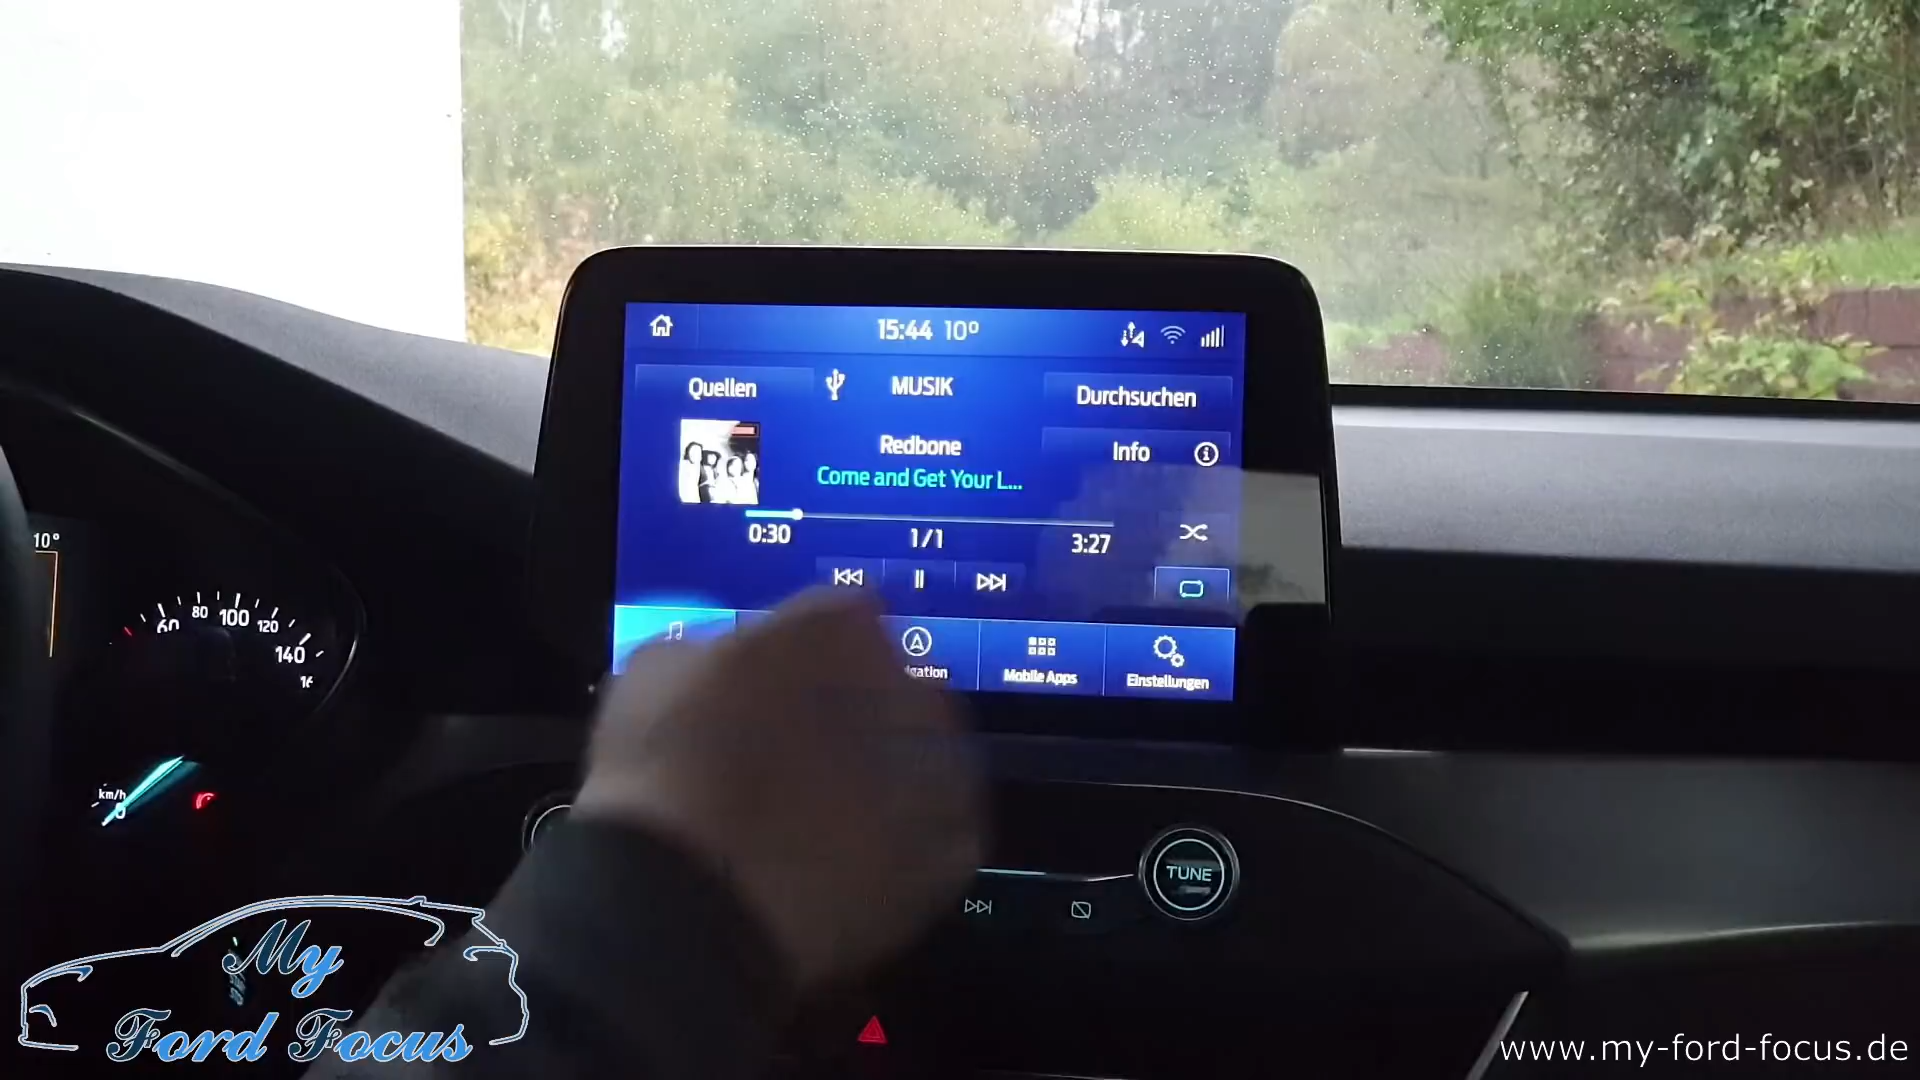 15:44 10°
Quellen
MUSIK
Durchsuchen
Redbone
Info
Come and Get Your L...
0:30
1/1
3:27
Mobile Apps
Einstellungen
10°
80
100
120
140
km/h
0
TUNE
My
Ford Focus
www.my-ford-focus.de